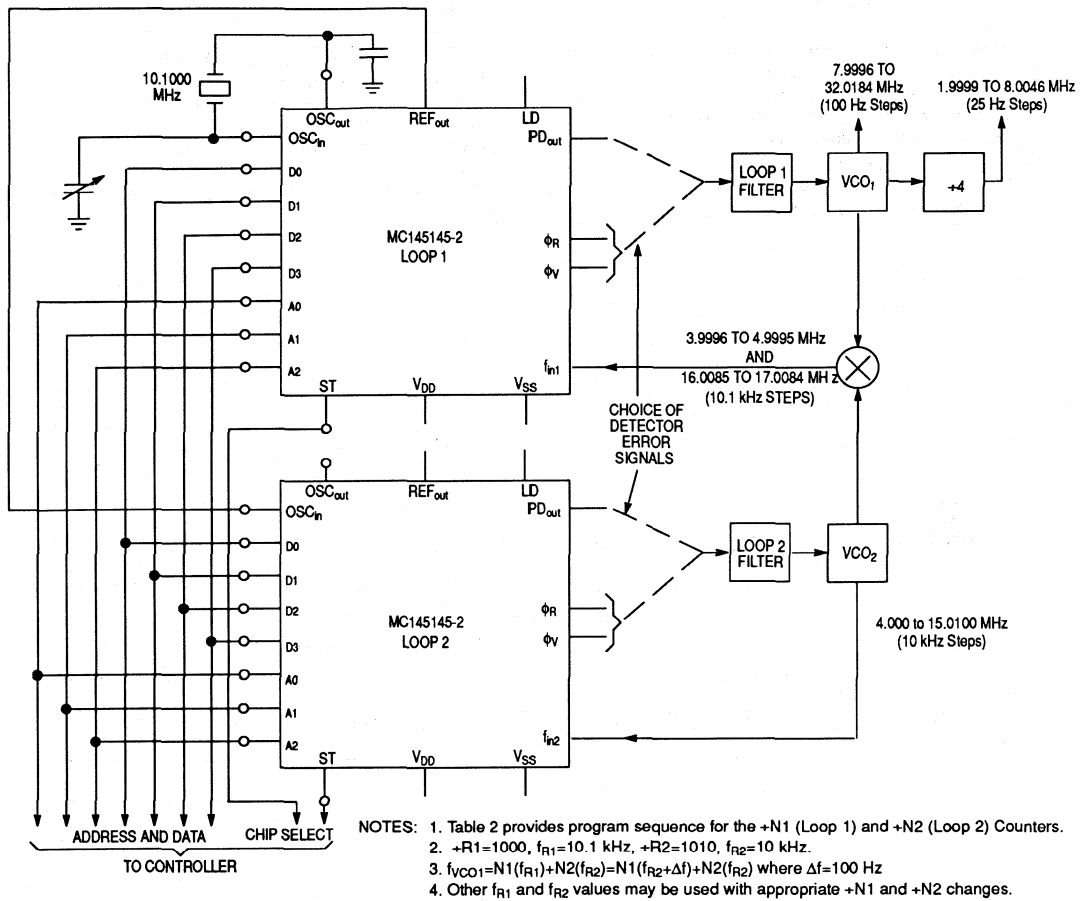 10.1000
MHz
OSCout
REFout
LD
PDout
OSCin
D0
D1
D2
D3
A0
A1
A2
MC145145-2
LOOP 1
ϕR
ϕV
fin1
ST
VDD
VSS
LOOP 1
FILTER
VCO1
+4
7.9996 TO
32.0184 MHz
(100 Hz Steps)
1.9999 TO 8.0046 MHz
(25 Hz Steps)
3.9996 TO 4.9995 MHz
AND
16.0085 TO 17.0084 MH z
(10.1 kHz STEPS)
CHOICE OF
DETECTOR
ERROR
SIGNALS
OSCout
REFout
LD
PDout
OSCin
D0
D1
D2
D3
A0
A1
A2
MC145145-2
LOOP 2
ϕR
ϕV
fin2
ST
VDD
VSS
LOOP 2
FILTER
VCO2
4.000 to 15.0100 MHz
(10 kHz Steps)
ADDRESS AND DATA
CHIP SELECT
TO CONTROLLER
NOTES: 1. Table 2 provides program sequence for the +N1 (Loop 1) and +N2 (Loop 2) Counters.
2. +R1=1000, fR1=10.1 kHz, +R2=1010, fR2=10 kHz.
3. fVCO1=N1(fR1)+N2(fR2)=N1(fR2+Δf)+N2(fR2) where Δf=100 Hz
4. Other fR1 and fR2 values may be used with appropriate +N1 and +N2 changes.